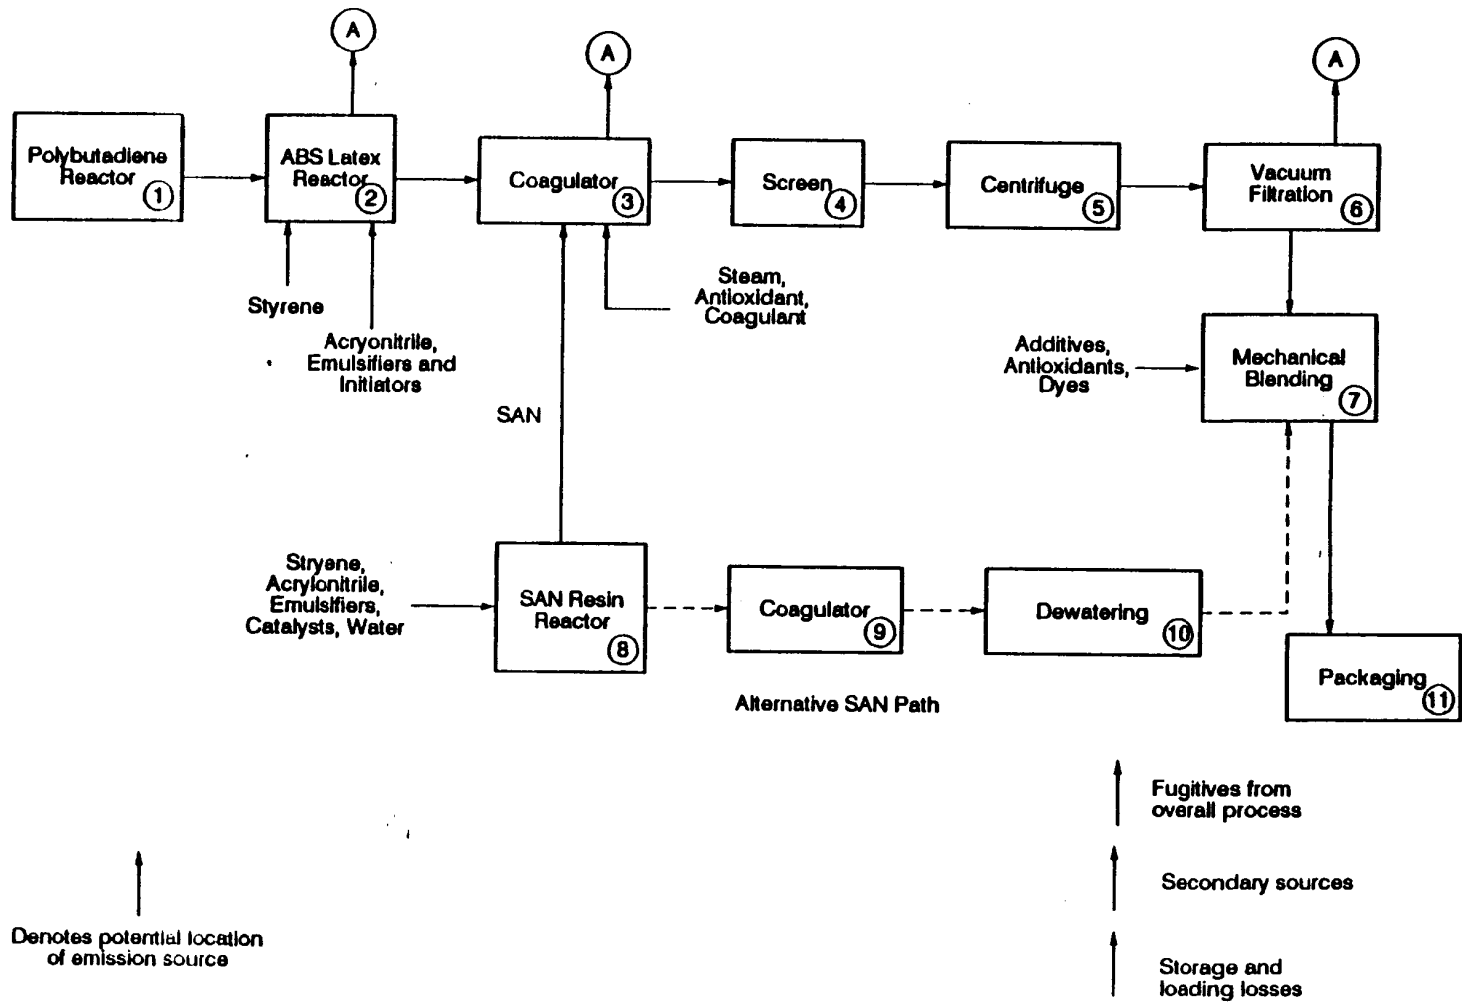 A
A
A
Polybutadiene
Reactor
1
ABS Latex
Reactor
2
Coagulator
3
Screen
4
Centrifuge
5
Vacuum
Filtration
6
Styrene
Acryonitrile,
Emulsifiers and
Initiators
Steam,
Antioxidant,
Coagulant
Additives,
Antioxidants,
Dyes
Mechanical
Blending
7
SAN
Stryene,
Acrylonitrile,
Emulsifiers,
Catalysts, Water
SAN Resin
Reactor
8
Coagulator
9
Dewatering
10
Packaging
11
Alternative SAN Path
Fugitives from
overall process
Secondary sources
Storage and
loading losses
Denotes potential location
of emission source